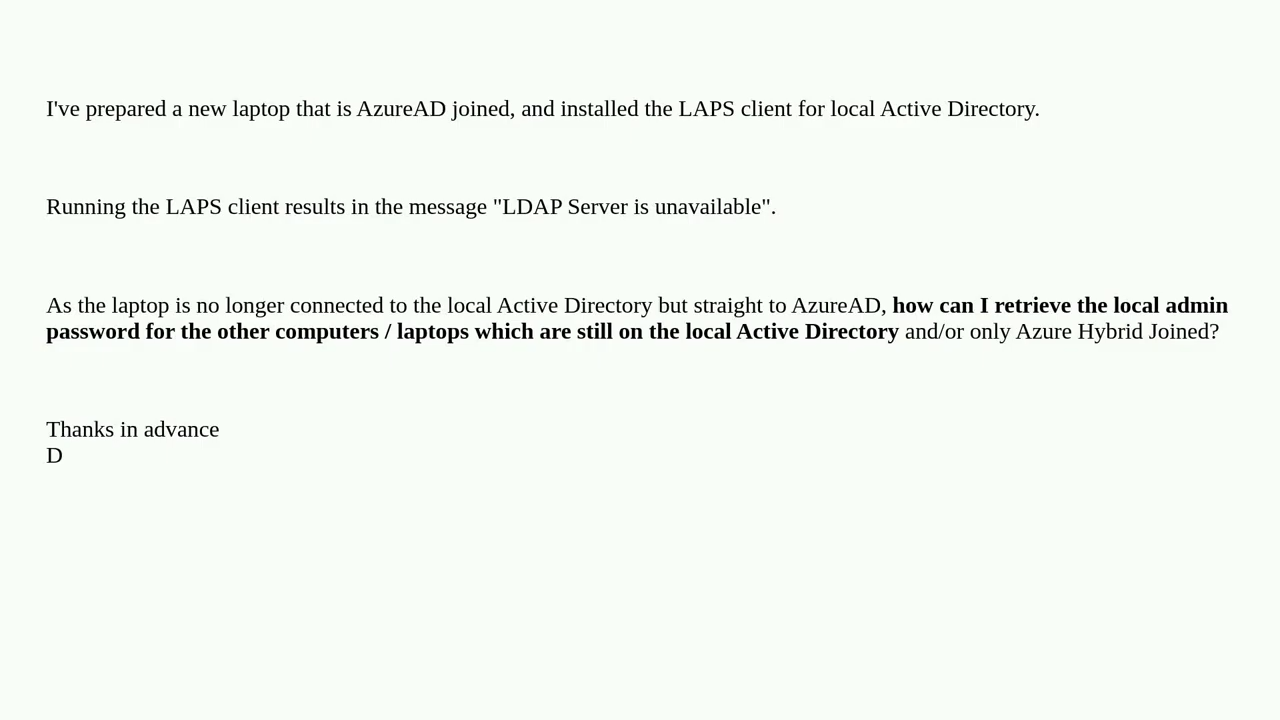 I've prepared a new laptop that is AzureAD joined, and installed the LAPS client for local Active Directory.
Running the LAPS client results in the message "LDAP Server is unavailable".
As the laptop is no longer connected to the local Active Directory but straight to AzureAD, how can I retrieve the local admin
password for the other computers / laptops which are still on the local Active Directory and/or only Azure Hybrid Joined?
Thanks in advance
D